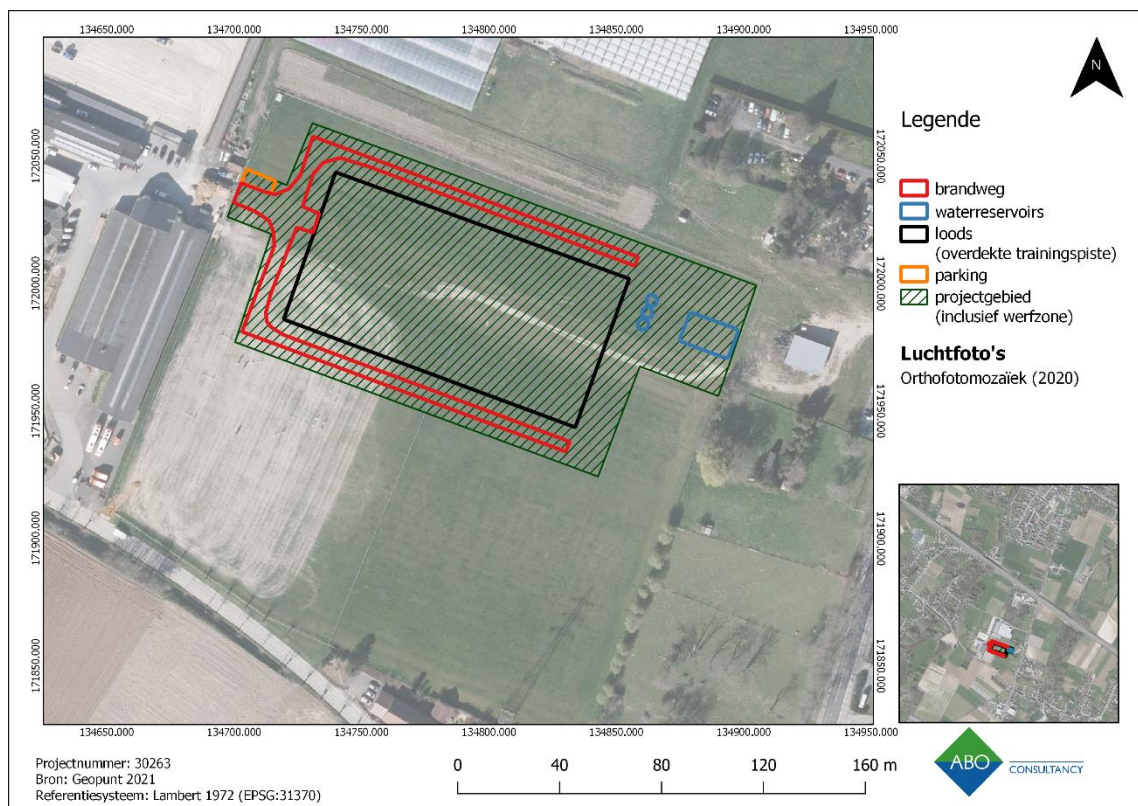 134650.000 134700.000 134750.000 134800.000 134850.000 134900.000 134950.000
172050.000
172000.000
171950.000
171900.000
171850.000
172050.000
172000.000
171950.000
171900.000
171850.000
134650.000 134700.000 134750.000 134800.000 134850.000 134900.000 134950.000
N
Legende
brandweg
waterreservoirs
loods
(overdekte trainingspiste)
parking
projectgebied
(inclusief werfzone)
Luchtfoto's
Orthofotomozaïek (2020)
Projectnummer: 30263
Bron: Geopunt 2021
Referentiesysteem: Lambert 1972 (EPSG:31370)
0 40 80 120 160 m
ABO
CONSULTANCY